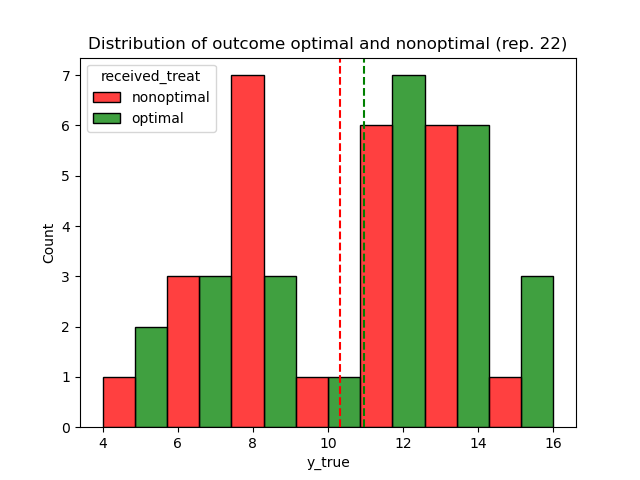 Distribution of outcome optimal and nonoptimal (rep. 22)
received_treat
nonoptimal
optimal
Count
7
6
5
4
3
2
1
0
4 6 8 10 12 14 16
y_true